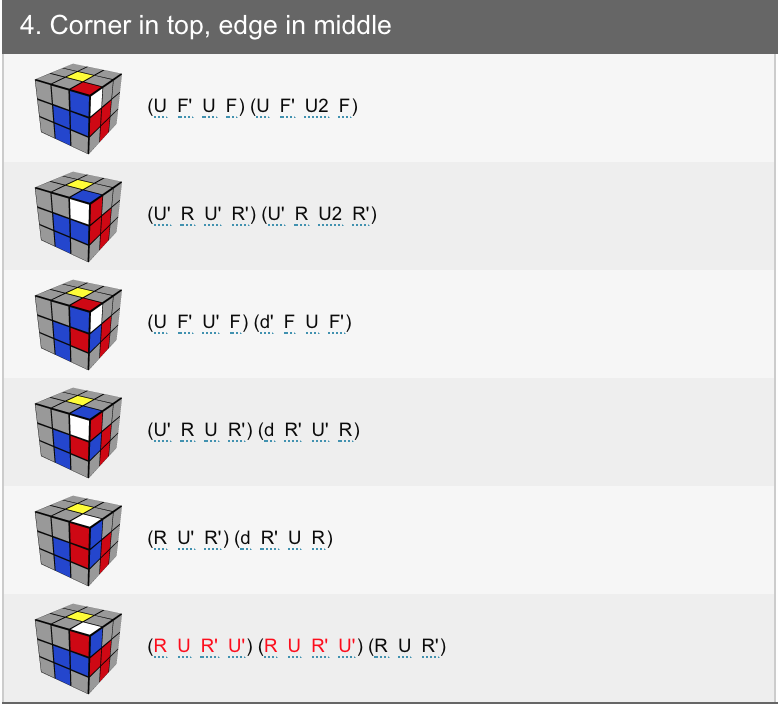 4. Corner in top, edge in middle
(U F' U F) (U F' U2 F)
(U' R U' R') (U' R U2 R')
(U F' U' F) (d' F U F')
(U' R U R') (d R' U' R)
(R U' R') (d R' U R)
(R U R' U') (R U R' U') (R U R')